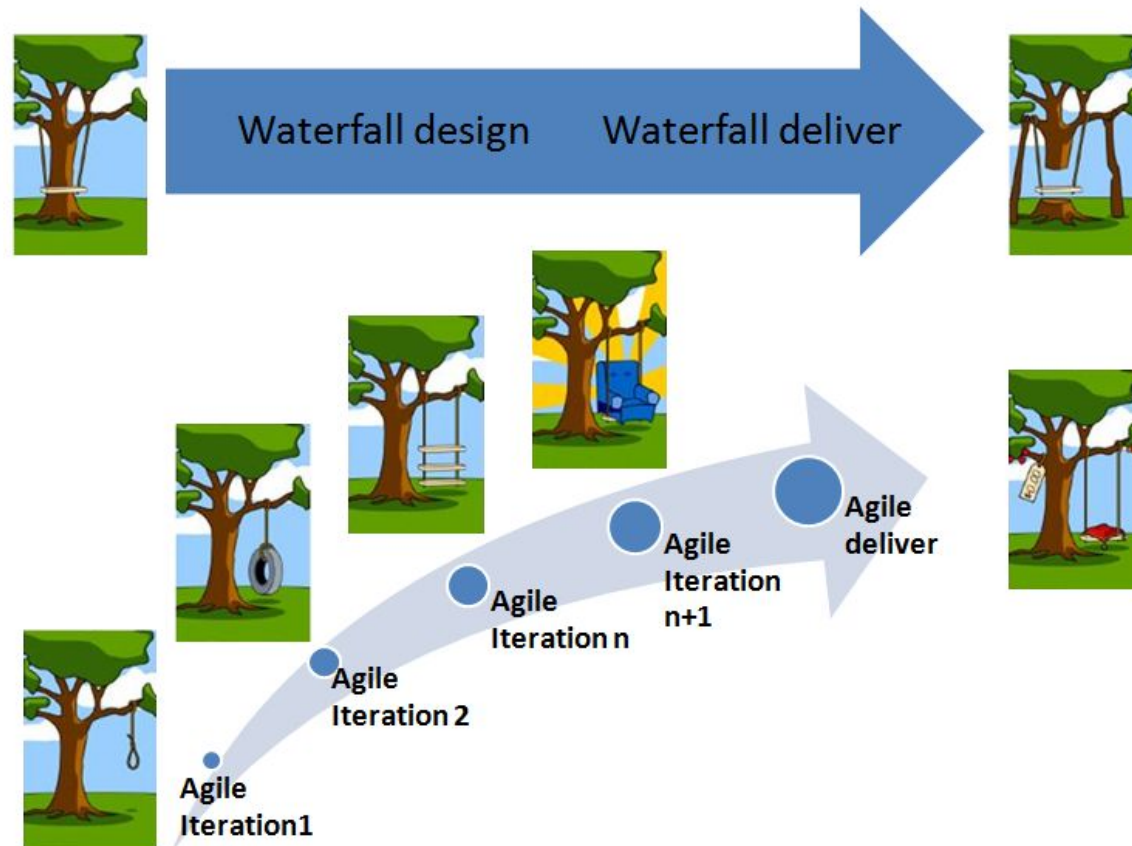 Waterfall design Waterfall deliver
Agile
deliver
Agile
Iteration
n+1
Agile
Iteration n
Agile
Iteration 2
Agile
Iteration1